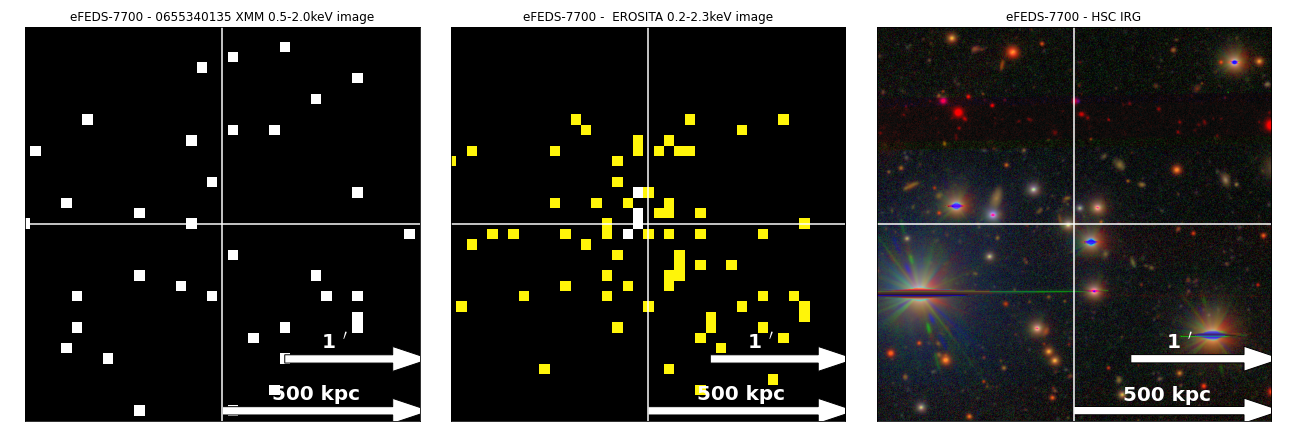 eFEDS-7700 - 0655340135 XMM 0.5-2.0keV image
eFEDS-7700 -  EROSITA 0.2-2.3keV image
eFEDS-7700 - HSC IRG
1 ′
500 kpc
1 ′
500 kpc
1 ′
500 kpc